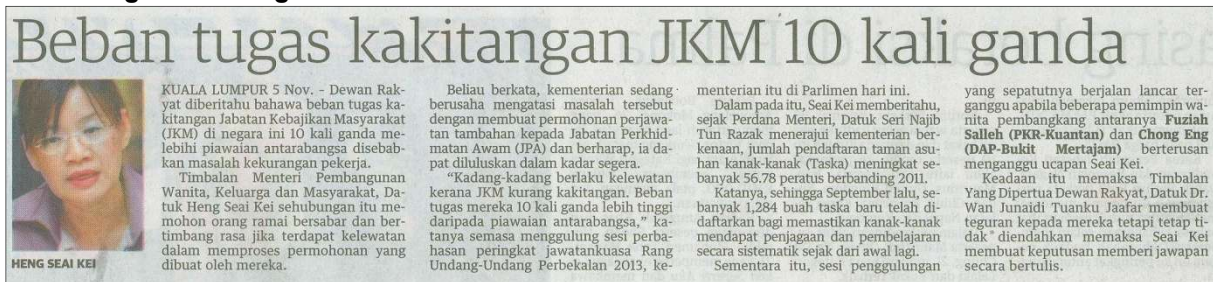 Beban tugas kakitangan JKM 10 kali ganda
HENG SEAI KEI
KUALA LUMPUR 5 Nov. - Dewan Rak-
yat diberitahu bahawa beban tugas ka-
kitangan Jabatan Kebajikan Masyarakat
(JKM) di negara ini 10 kali ganda me-
lebihi piawaian antarabangsa disebab-
kan masalah kekurangan pekerja.
Timbalan Menteri Pembangunan
Wanita, Keluarga dan Masyarakat, Da-
tuk Heng Seai Kei sehubungan itu me-
mohon orang ramai bersabar dan ber-
timbang rasa jika terdapat kelewatan
dalam memproses permohonan yang
dibuat oleh mereka.
Beliau berkata, kementerian sedang
berusaha mengatasi masalah tersebut
dengan membuat permohonan perjawa-
tan tambahan kepada Jabatan Perkhid-
matan Awam (JPA) dan berharap, ia da-
pat diluluskan dalam kadar segera.
"Kadang-kadang berlaku kelewatan
kerana JKM kurang kakitangan. Beban
tugas mereka 10 kali ganda lebih tinggi
daripada piawaian antarabangsa," ka-
tanya semasa menggulung sesi perba-
hasan peringkat jawatankuasa Rang
Undang-Undang Perbekalan 2013, ke-
menterian itu di Parlimen hari ini.
Dalam pada itu, Seai Kei memberitahu,
sejak Perdana Menteri, Datuk Seri Najib
Tun Razak menerajui kementerian ber-
kenaan, jumlah pendaftaran taman asu-
han kanak-kanak (Taska) meningkat se-
banyak 56.78 peratus berbanding 2011.
Katanya, sehingga September lalu, se-
banyak 1,284 buah taska baru telah di-
daftarkan bagi memastikan kanak-kanak
mendapat penjagaan dan pembelajaran
secara sistematik sejak dari awal lagi.
Sementara itu, sesi penggulungan
yang sepatutnya berjalan lancar ter-
ganggu apabila beberapa pemimpin wa-
nita pembangkang antaranya Fuziah
Salleh (PKR-Kuantan) dan Chong Eng
(DAP-Bukit Mertajam) berterusan
menganggu ucapan Seai Kei.
Keadaan itu memaksa Timbalan
Yang Dipertua Dewan Rakyat, Datuk Dr.
Wan Junaidi Tuanku Jaafar membuat
teguran kepada mereka tetapi tetap ti-
dak diendahkan memaksa Seai Kei
membuat keputusan memberi jawapan
secara bertulis.